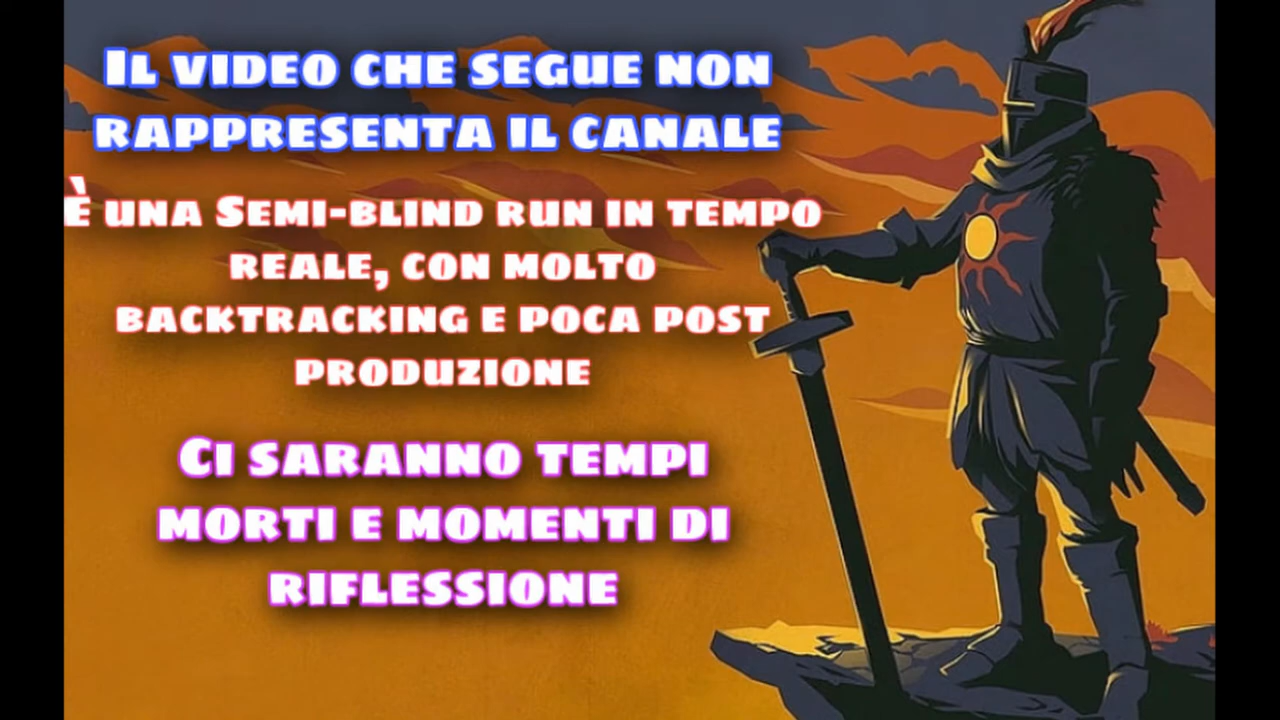 Il video che segue non
rappresenta il canale
È una Semi-blind run in tempo
reale, con molto
backtracking e poca post
produzione
Ci saranno tempi
morti e momenti di
riflessione